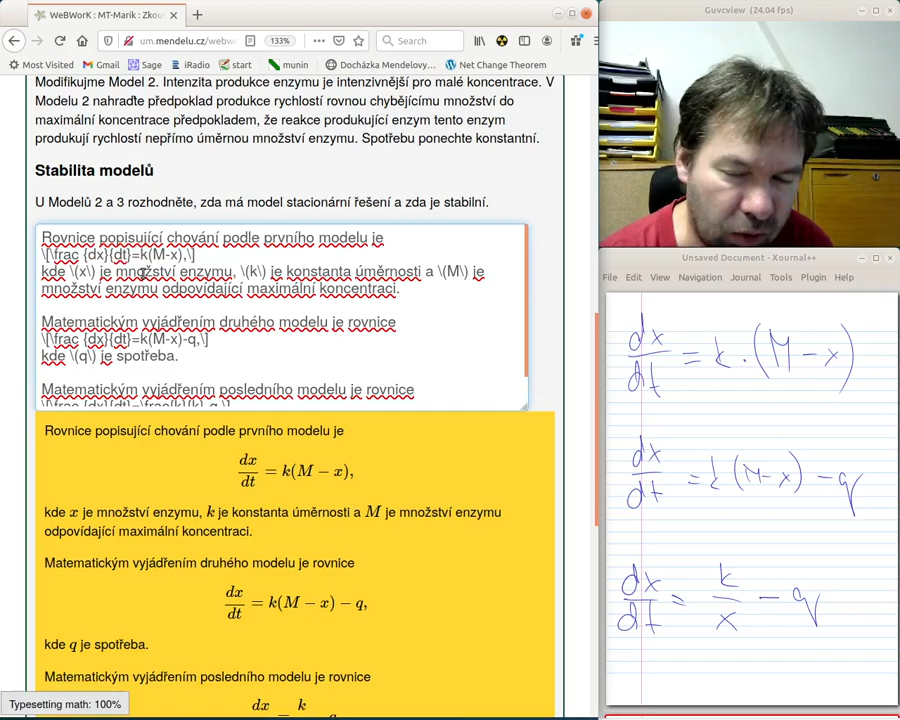 WeBWorK : MT-Marik : Zkou
Guvcview (24.04 fps)
um.mendelu.cz/webw
133%
Search
Most Visited
Gmail
Sage
iRadio
start
munin
Docházka Mendelovy...
Net Change Theorem
Modifikujme Model 2. Intenzita produkce enzymu je intenzivnější pro malé koncentrace. V
Modelu 2 nahraďte předpoklad produkce rychlostí rovnou chybějícímu množství do
maximální koncentrace předpokladem, že reakce produkující enzym tento enzym
produkují rychlostí nepřímo úměrnou množství enzymu. Spotřebu ponechte konstantní.
Stabilita modelů
U Modelů 2 a 3 rozhodněte, zda má model stacionární řešení a zda je stabilní.
Rovnice popisující chování podle prvního modelu je
\[\frac {dx}{dt}=k(M-x),\]
kde \(x\) je množství enzymu, \(k\) je konstanta úměrnosti a \(M\) je
množství enzymu odpovídající maximální koncentraci.
Matematickým vyjádřením druhého modelu je rovnice
\[\frac {dx}{dt}=k(M-x)-q,\]
kde \(q\) je spotřeba.
Matematickým vyjádřením posledního modelu je rovnice
\[\frac {dx}{dt}=\frac{k}{k}-q,\]
Rovnice popisující chování podle prvního modelu je
dx/dt = k(M − x),
kde x je množství enzymu, k je konstanta úměrnosti a M je množství enzymu
odpovídající maximální koncentraci.
Matematickým vyjádřením druhého modelu je rovnice
dx/dt = k(M − x) − q,
kde q je spotřeba.
Matematickým vyjádřením posledního modelu je rovnice
dx k
Typesetting math: 100%
Unsaved Document - Xournal++
File Edit Navigation Journal Tools Plugin Help
dx/dt = k . (M − x)
dx/dt = k (M − x) − q
dx/dt = k/x − q